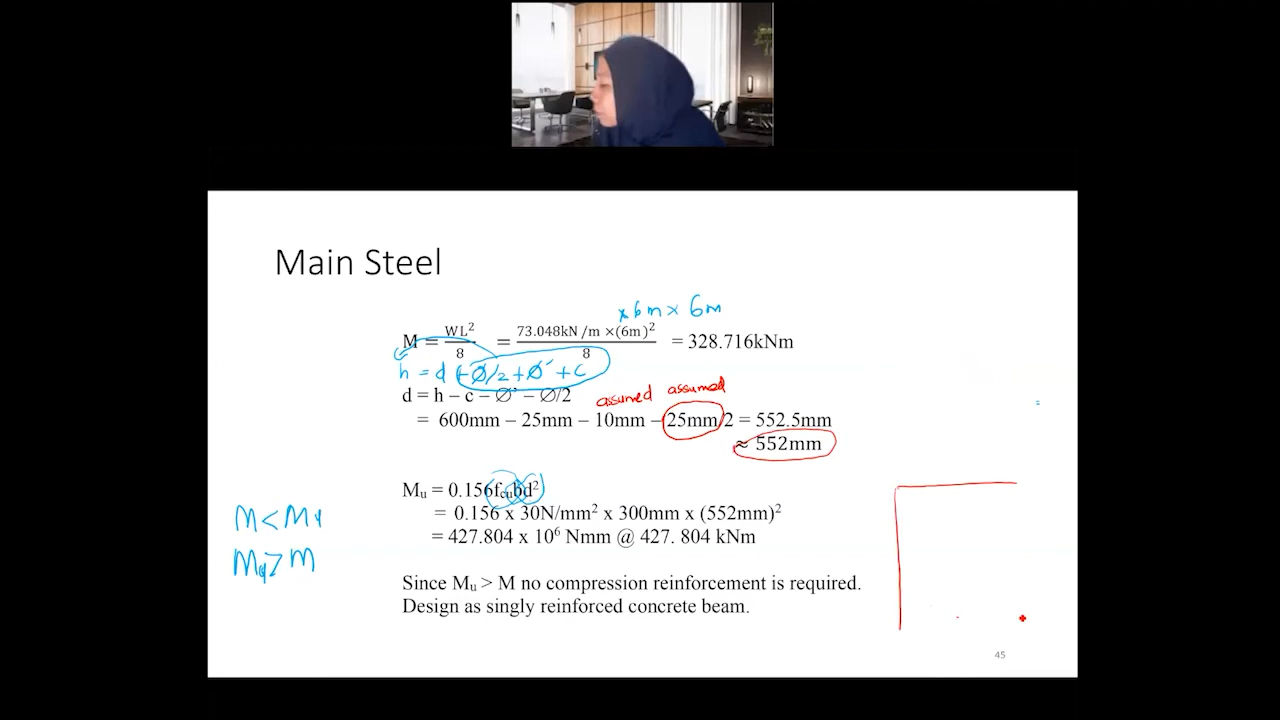 Main Steel
× 6m × 6m
M = WL²/8 = 73.048kN /m ×(6m)²/8 = 328.716kNm
h = d + Ø/2 + Ø' + c
d = h – c – Ø' – Ø/2
assumed assumed
= 600mm – 25mm – 10mm – 25mm/2 = 552.5mm
≈ 552mm
Mu = 0.156fcubd²
= 0.156 x 30N/mm² x 300mm x (552mm)²
= 427.804 x 10⁶ Nmm @ 427. 804 kNm
M < Mu
Mu > M
Since Mu > M no compression reinforcement is required.
Design as singly reinforced concrete beam.
45